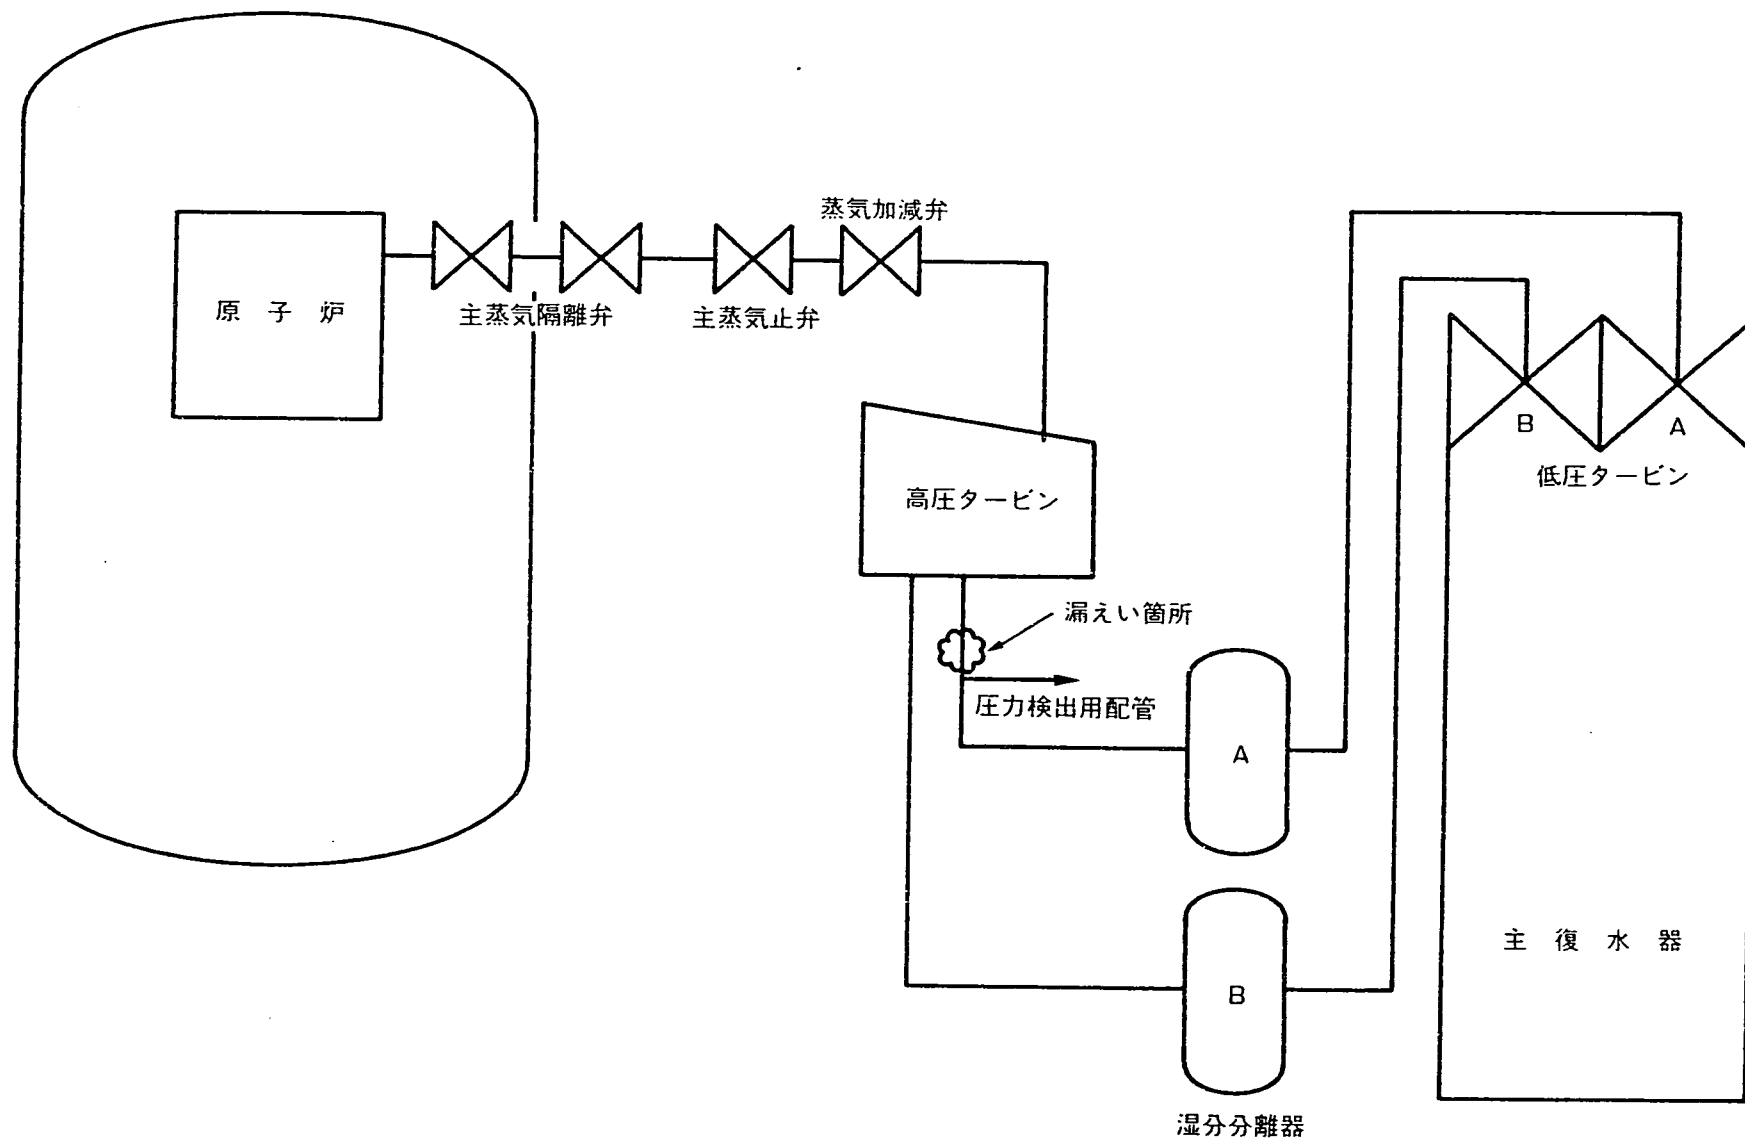 蒸気加減弁
原子炉
主蒸気隔離弁
主蒸気止弁
B
A
低圧タービン
高圧タービン
漏えい箇所
圧力検出用配管
A
主復水器
B
湿分分離器